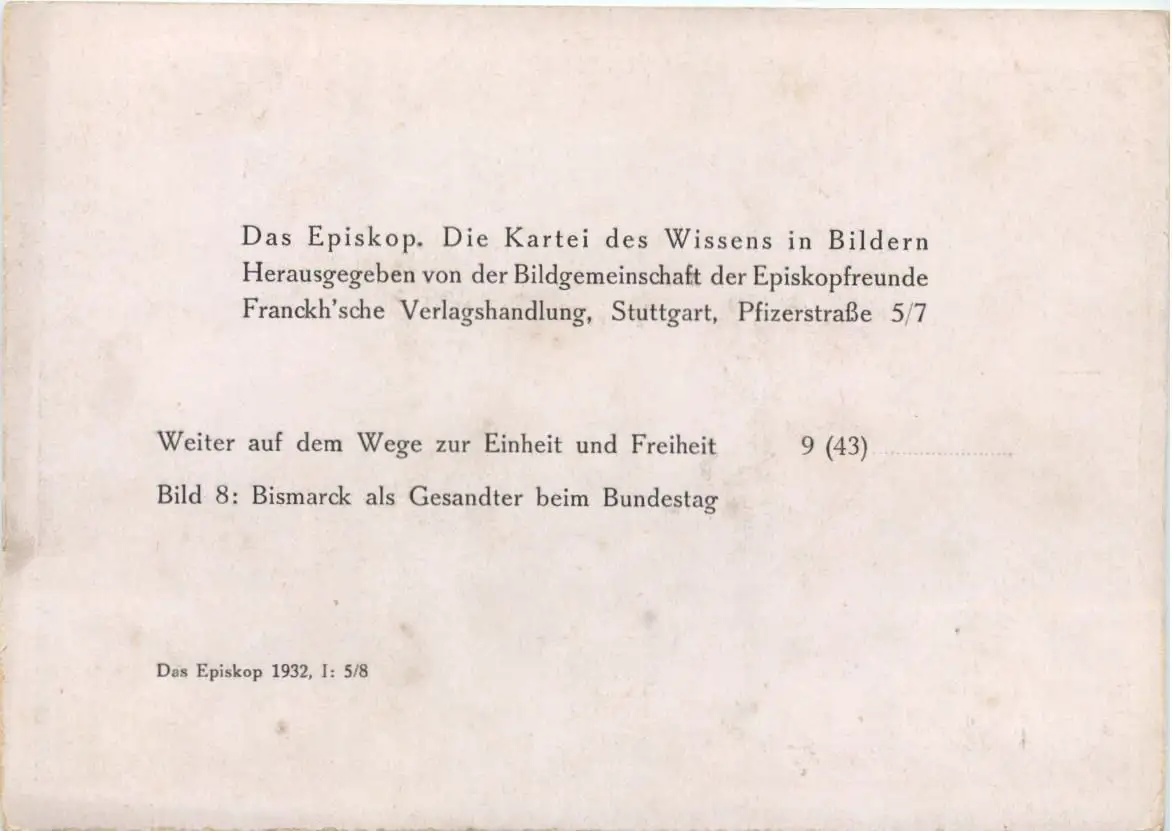 Das Episkop. Die Kartei des Wissens in Bildern
Herausgegeben von der Bildgemeinschaft der Episkopfreunde
Franckh'sche Verlagshandlung, Stuttgart, Pfizerstraße 5/7
Weiter auf dem Wege zur Einheit und Freiheit 9 (43)
Bild 8: Bismarck als Gesandter beim Bundestag
Das Episkop 1932, I: 5/8